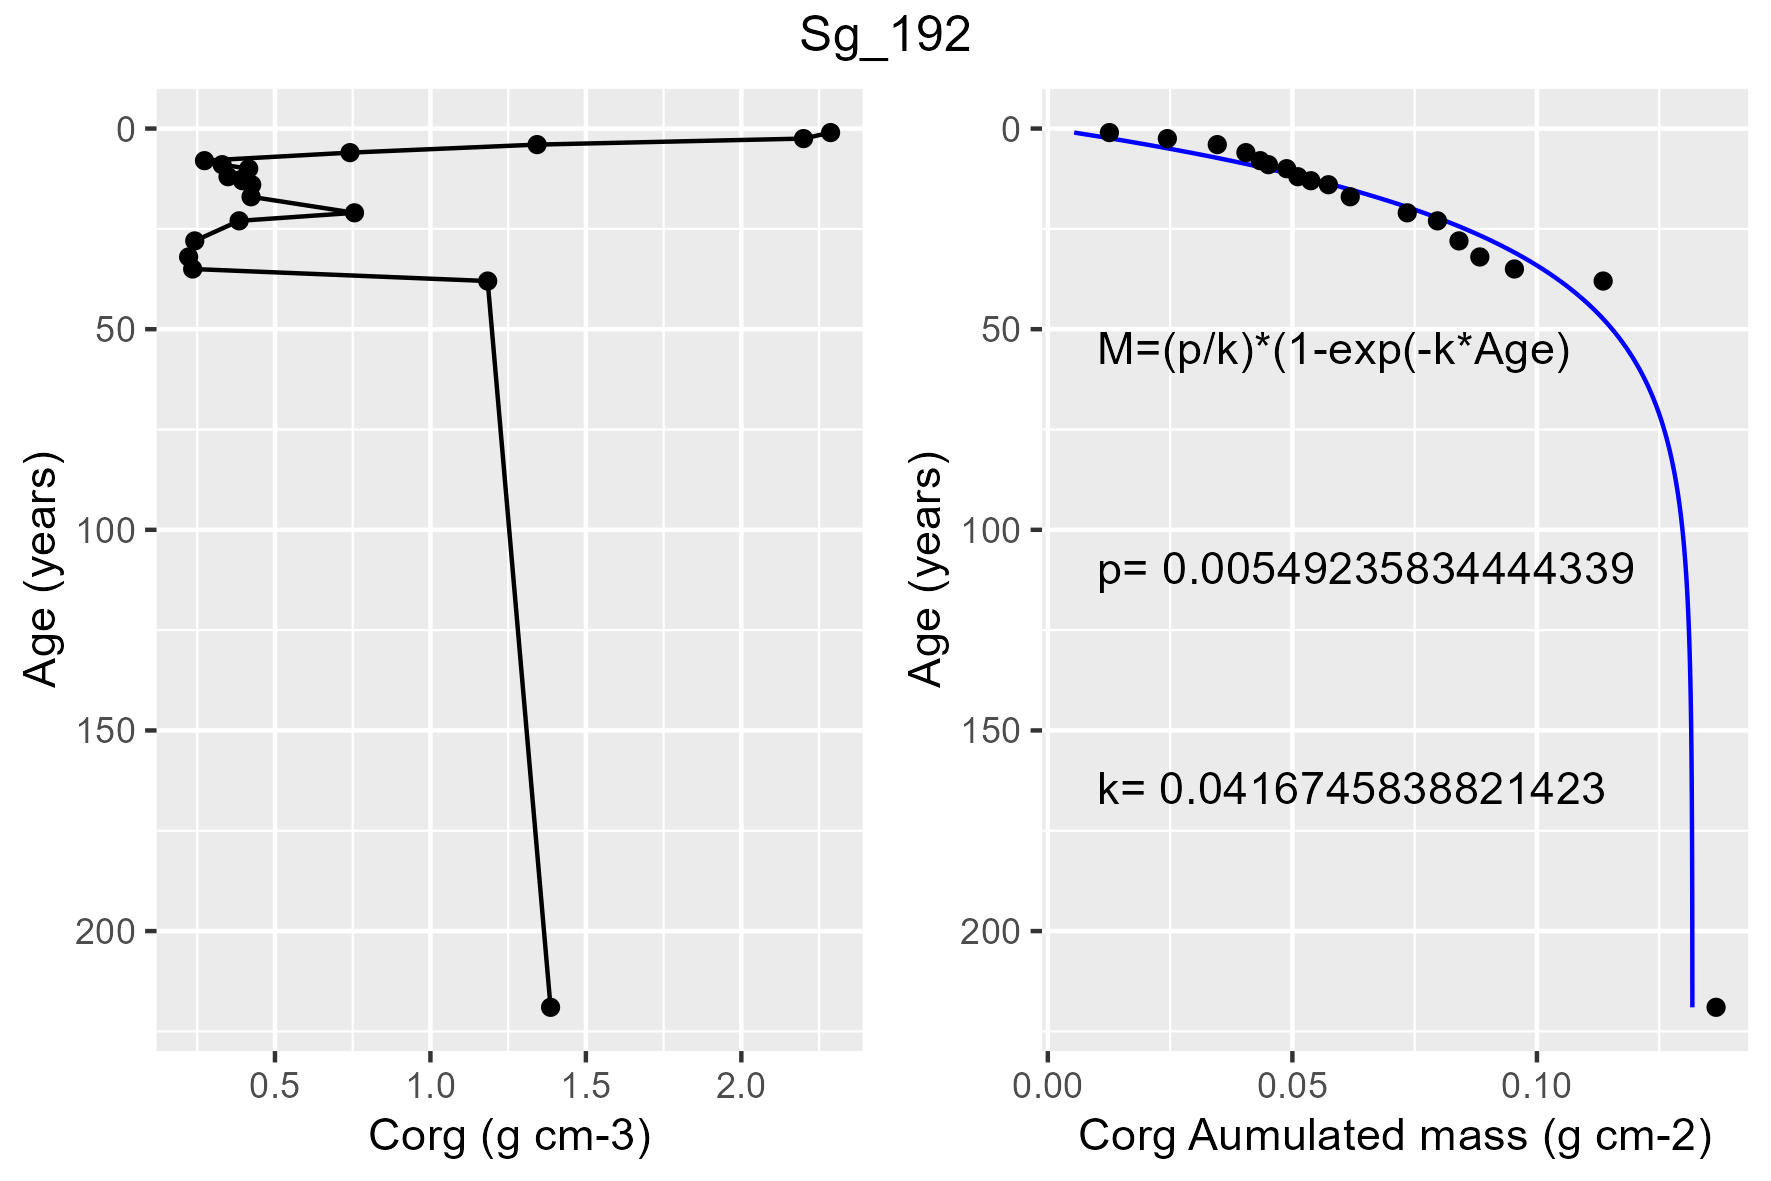 Sg_192
0
50
100
150
200
Age (years)
0.5
1.0
1.5
2.0
Corg (g cm-3)
0
50
100
150
200
Age (years)
M=(p/k)*(1-exp(-k*Age)
p= 0.00549235834444339
k= 0.0416745838821423
0.00
0.05
0.10
Corg Aumulated mass (g cm-2)